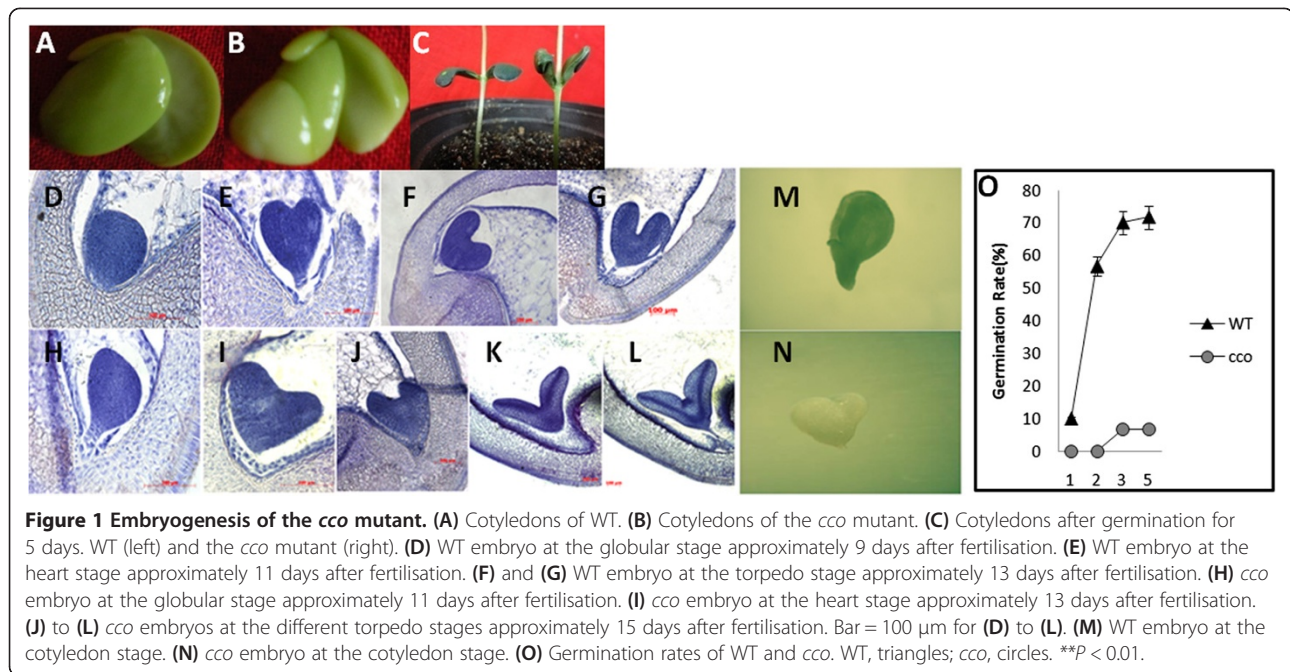 A
B
C
D
E
F
G
100 µm
H
I
J
K
L
M
N
O
80
70
60
50
40
30
20
10
0
Germination Rate(%)
1 2 3 5
WT
cco
Figure 1 Embryogenesis of the cco mutant. (A) Cotyledons of WT. (B) Cotyledons of the cco mutant. (C) Cotyledons after germination for
5 days. WT (left) and the cco mutant (right). (D) WT embryo at the globular stage approximately 9 days after fertilisation. (E) WT embryo at the
heart stage approximately 11 days after fertilisation. (F) and (G) WT embryo at the torpedo stage approximately 13 days after fertilisation. (H) cco
embryo at the globular stage approximately 11 days after fertilisation. (I) cco embryo at the heart stage approximately 13 days after fertilisation.
(J) to (L) cco embryos at the different torpedo stages approximately 15 days after fertilisation. Bar = 100 µm for (D) to (L). (M) WT embryo at the
cotyledon stage. (N) cco embryo at the cotyledon stage. (O) Germination rates of WT and cco. WT, triangles; cco, circles. **P < 0.01.